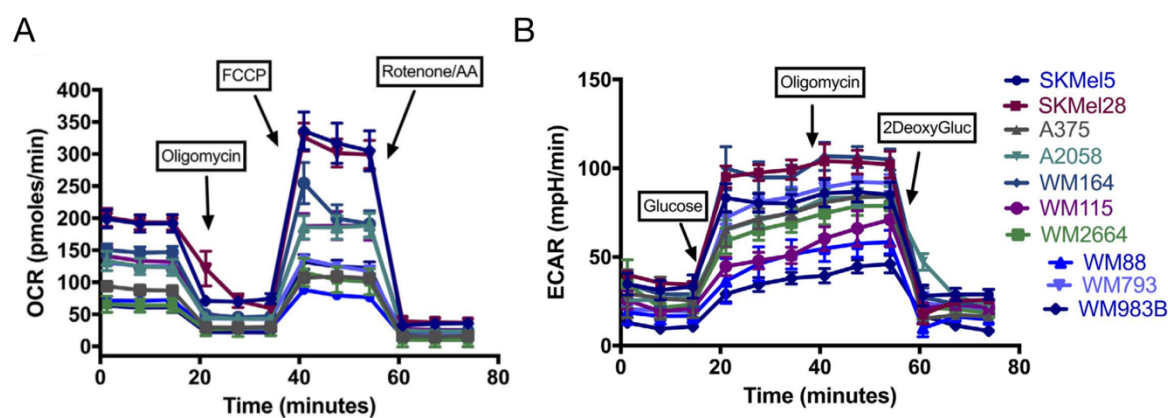 A
OCR (pmoles/min)
400
350
300
250
200
150
100
50
0
0
20
40
60
80
Time (minutes)
Oligomycin
FCCP
Rotenone/AA
B
ECAR (mpH/min)
150
100
50
0
0
20
40
60
80
Time (minutes)
Glucose
Oligomycin
2DeoxyGluc
SKMel5
SKMel28
A375
A2058
WM164
WM115
WM2664
WM88
WM793
WM983B